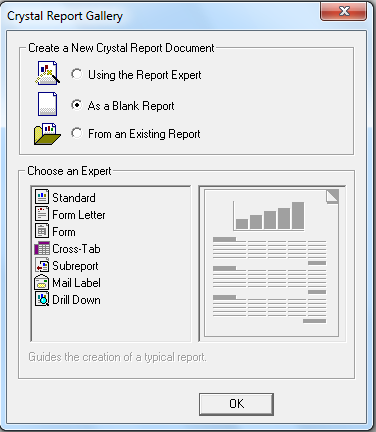 Crystal Report Gallery
Create a New Crystal Report Document
Using the Report Expert
As a Blank Report
From an Existing Report
Choose an Expert
Standard
Form Letter
Form
Cross-Tab
Subreport
Mail Label
Drill Down
Guides the creation of a typical report.
OK